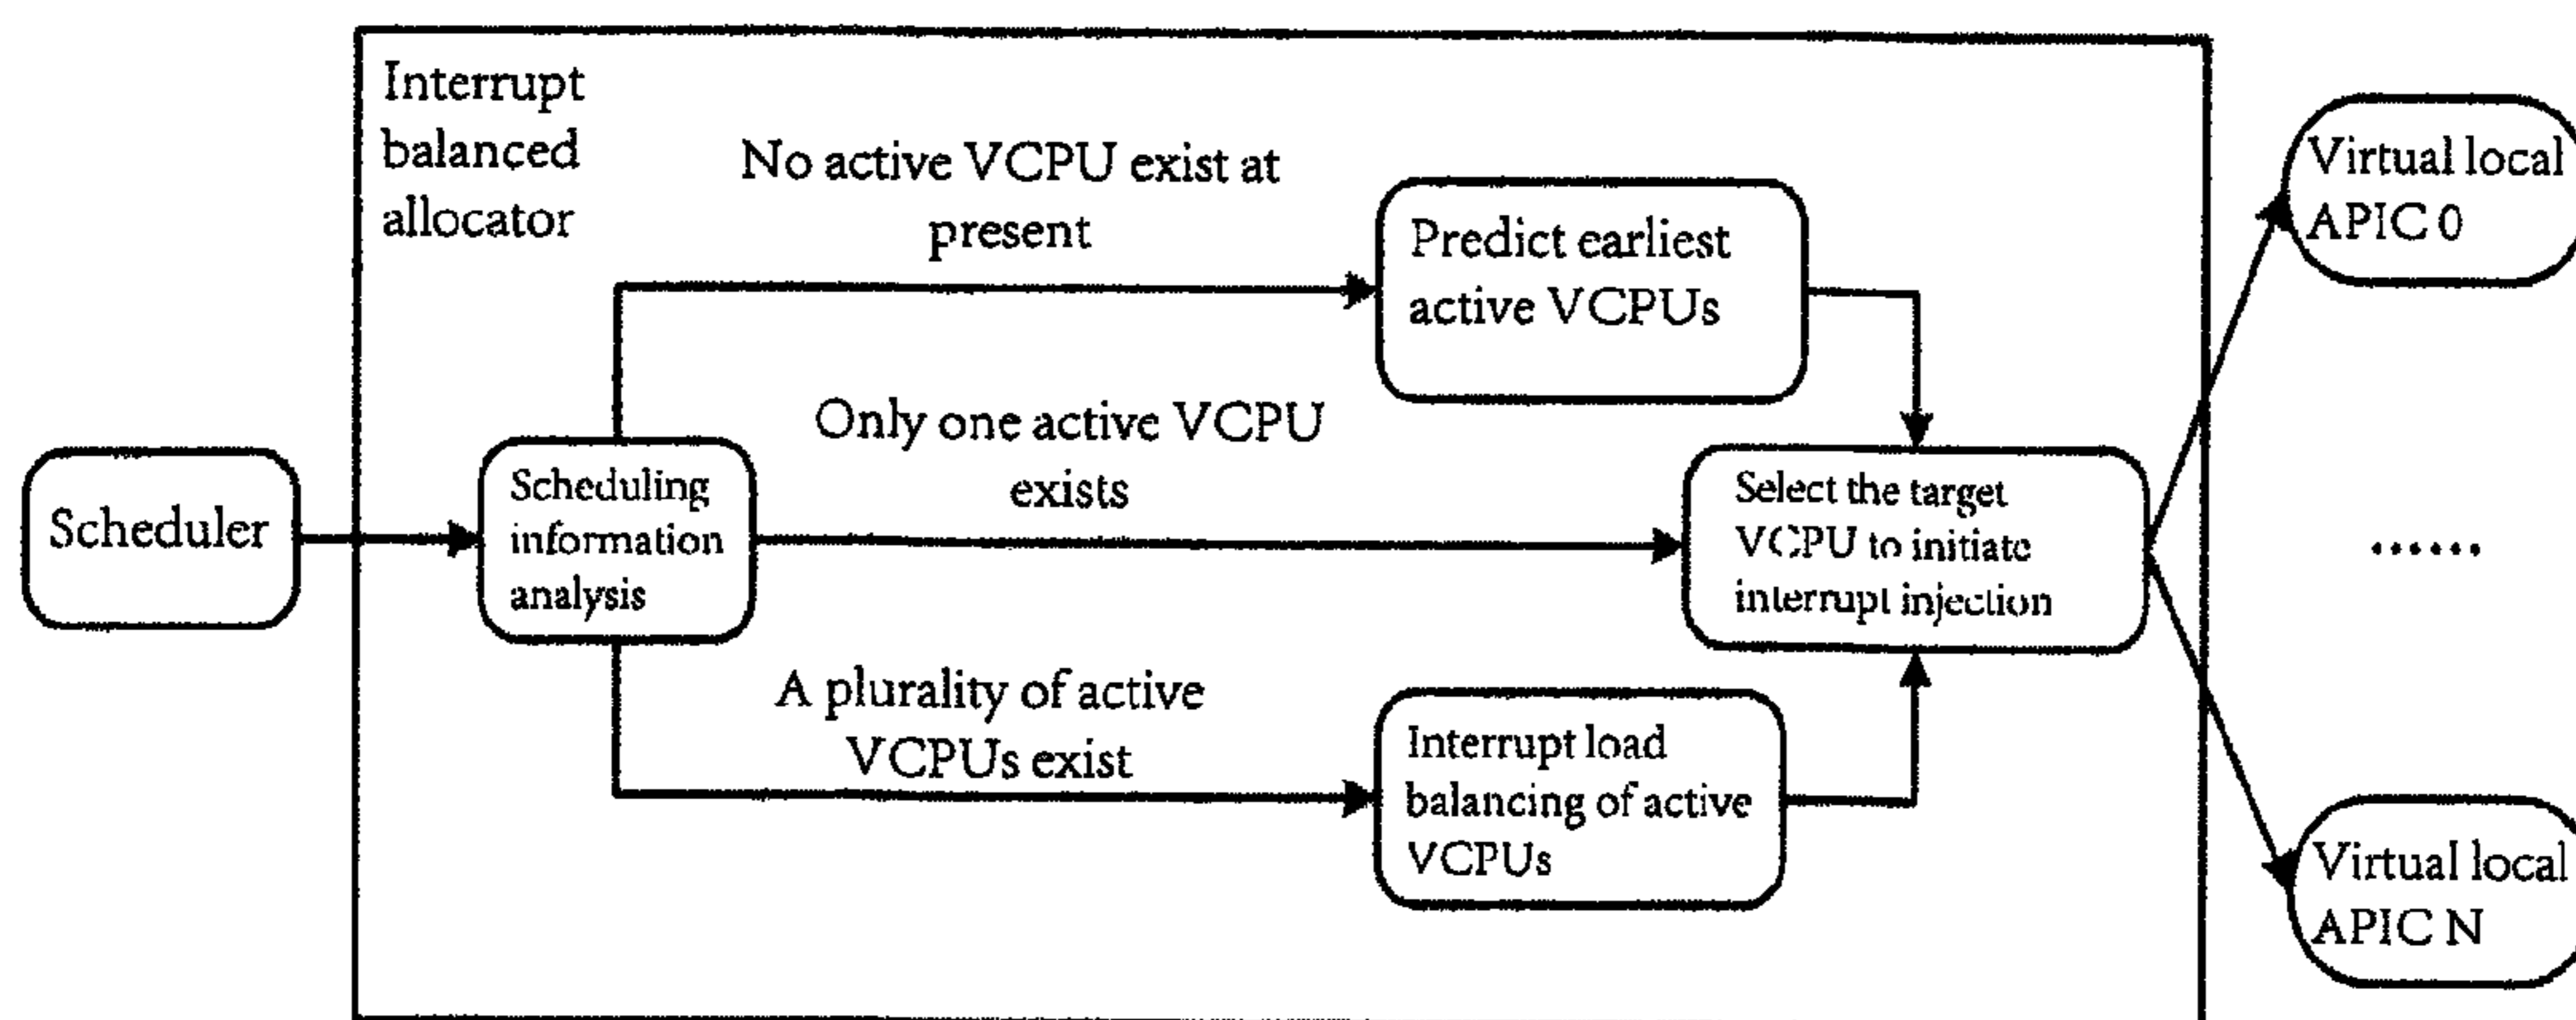 Interrupt
balanced
allocator
No active VCPU exist at
present
Predict earliest
active VCPUs
Virtual local
APIC 0
Only one active VCPU
exists
Scheduler
Scheduling
information
analysis
Select the target
VCPU to initiate
interrupt injection
......
A plurality of active
VCPUs exist
Interrupt load
balancing of active
VCPUs
Virtual local
APIC N